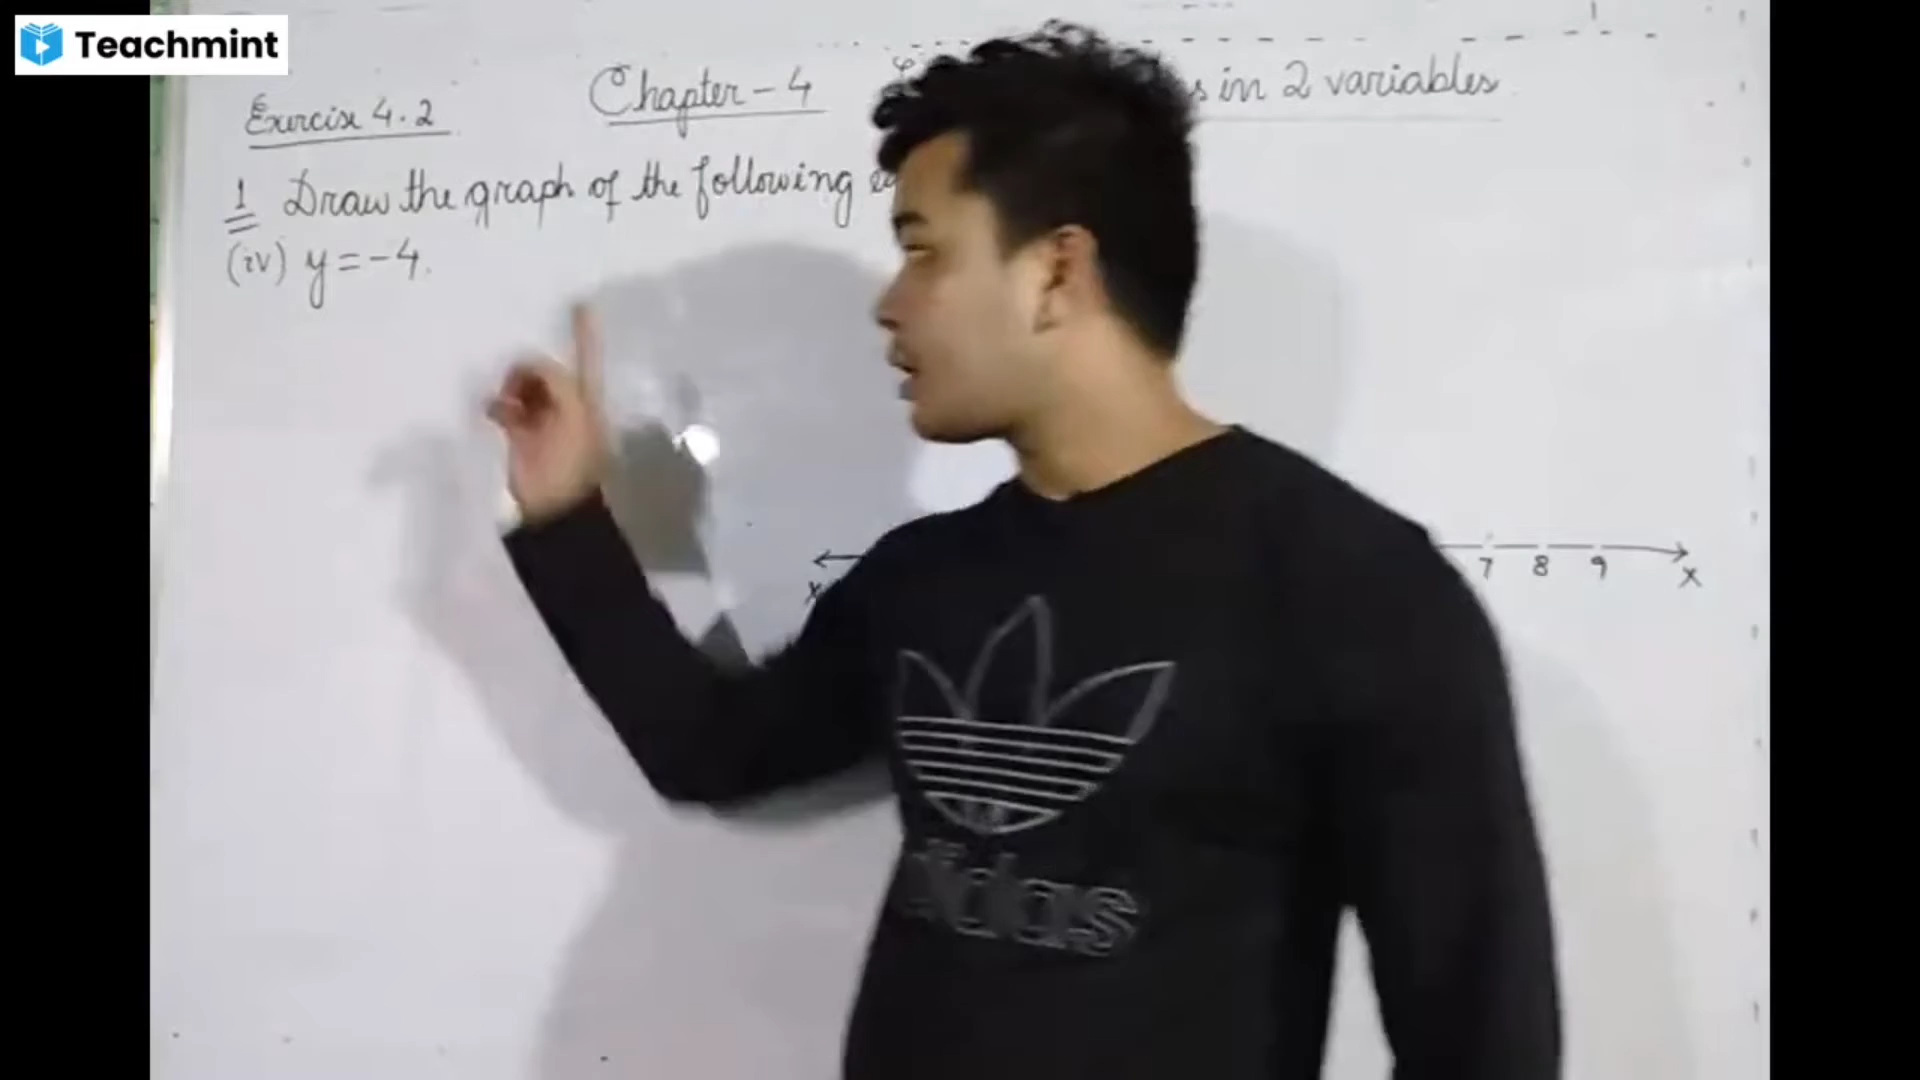 Teachmint
Exercise 4.2
Chapter - 4
in 2 variables
1 Draw the graph of the following
(iv) y = -4.
7 8 9
X
adidas